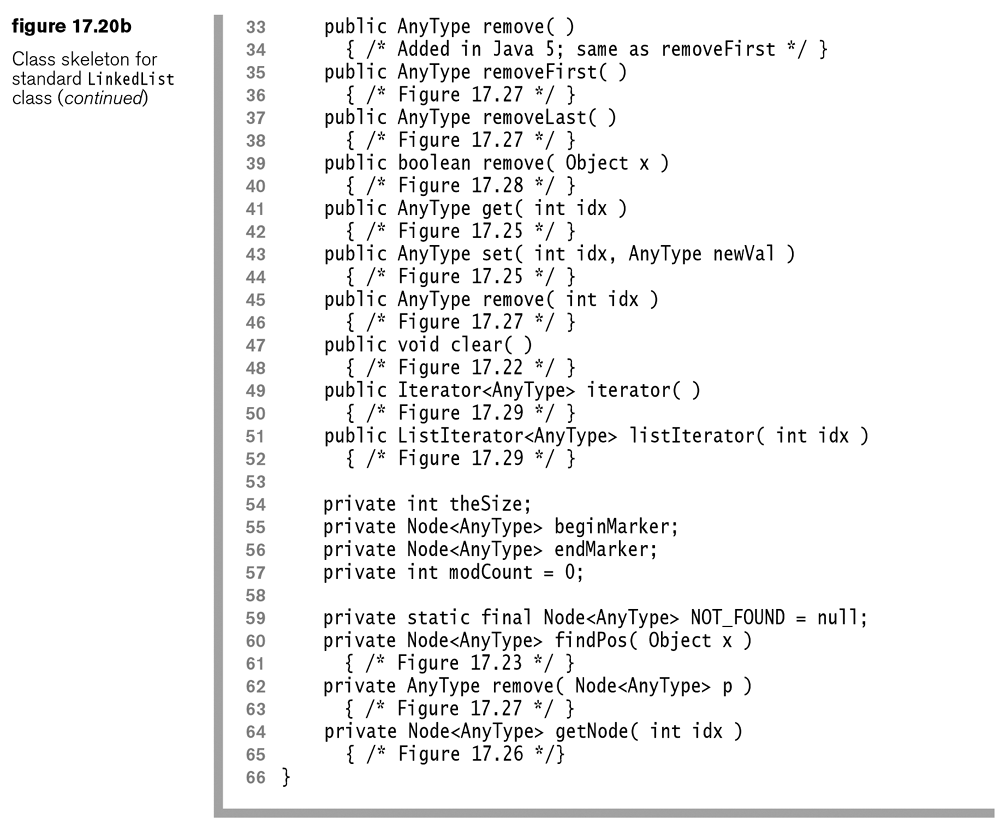 figure 17.20b
Class skeleton for
standard LinkedList
class (continued)
33 public AnyType remove( )
34 { /* Added in Java 5; same as removeFirst */ }
35 public AnyType removeFirst( )
36 { /* Figure 17.27 */ }
37 public AnyType removeLast( )
38 { /* Figure 17.27 */ }
39 public boolean remove( Object x )
40 { /* Figure 17.28 */ }
41 public AnyType get( int idx )
42 { /* Figure 17.25 */ }
43 public AnyType set( int idx, AnyType newVal )
44 { /* Figure 17.25 */ }
45 public AnyType remove( int idx )
46 { /* Figure 17.27 */ }
47 public void clear( )
48 { /* Figure 17.22 */ }
49 public Iterator<AnyType> iterator( )
50 { /* Figure 17.29 */ }
51 public ListIterator<AnyType> listIterator( int idx )
52 { /* Figure 17.29 */ }
53
54 private int theSize;
55 private Node<AnyType> beginMarker;
56 private Node<AnyType> endMarker;
57 private int modCount = 0;
58
59 private static final Node<AnyType> NOT_FOUND = null;
60 private Node<AnyType> findPos( Object x )
61 { /* Figure 17.23 */ }
62 private AnyType remove( Node<AnyType> p )
63 { /* Figure 17.27 */ }
64 private Node<AnyType> getNode( int idx )
65 { /* Figure 17.26 */}
66 }